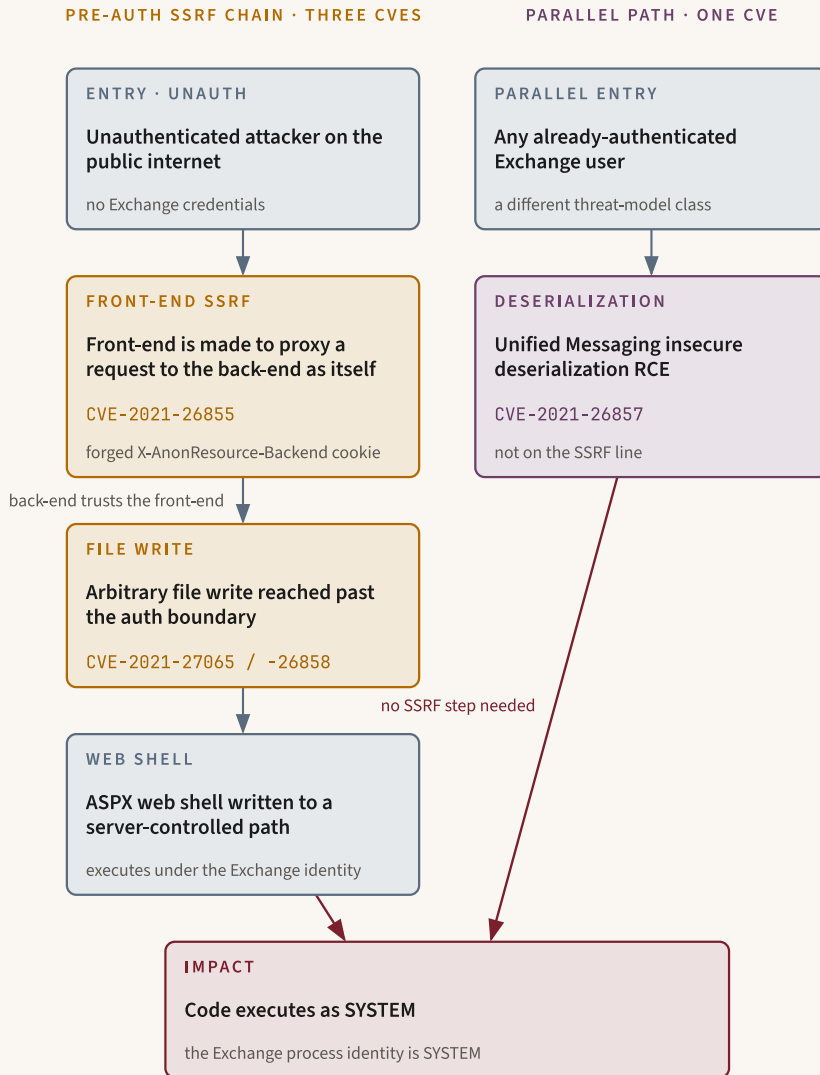 PRE-AUTH SSRF CHAIN · THREE CVES
ENTRY · UNAUTH
Unauthenticated attacker on the
public internet
no Exchange credentials
FRONT-END SSRF
Front-end is made to proxy a
request to the back-end as itself
CVE-2021-26855
forged X-AnonResource-Backend cookie
back-end trusts the front-end
FILE WRITE
Arbitrary file write reached past
the auth boundary
CVE-2021-27065 / -26858
WEB SHELL
ASPX web shell written to a
server-controlled path
executes under the Exchange identity
PARALLEL PATH · ONE CVE
PARALLEL ENTRY
Any already-authenticated
Exchange user
a different threat-model class
DESERIALIZATION
Unified Messaging insecure
deserialization RCE
CVE-2021-26857
not on the SSRF line
no SSRF step needed
IMPACT
Code executes as SYSTEM
the Exchange process identity is SYSTEM